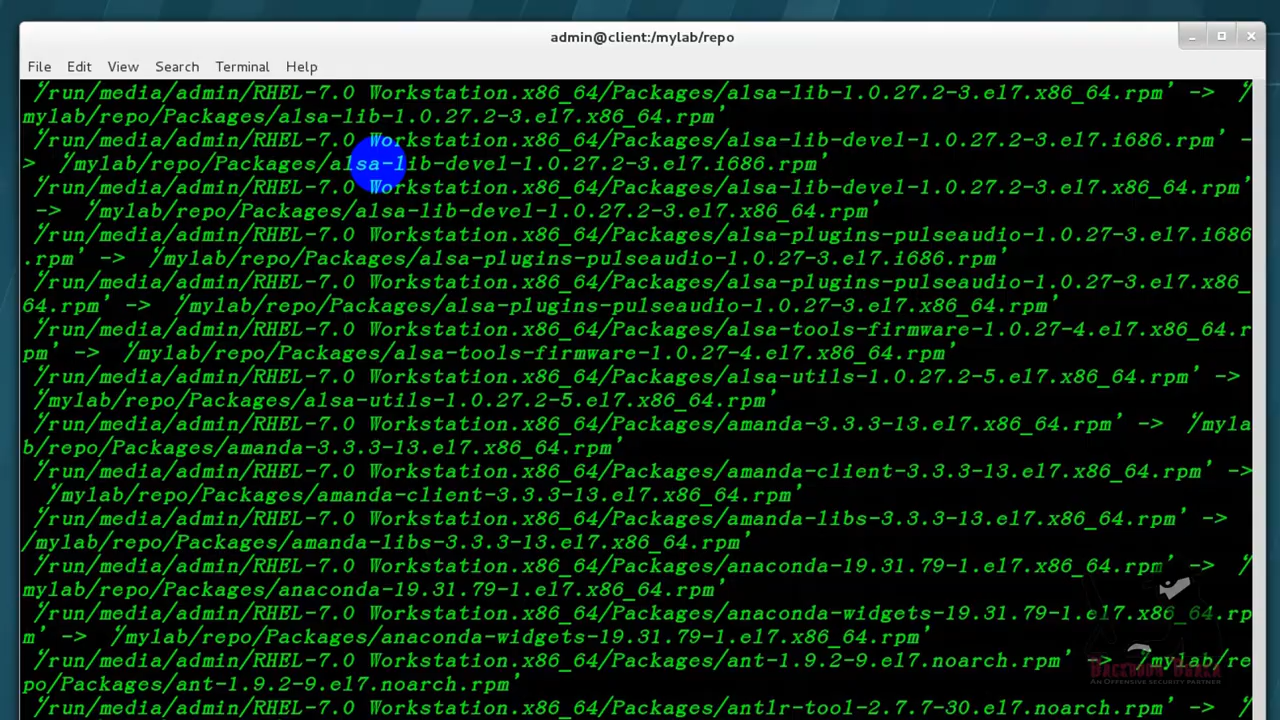 admin@client:/mylab/repo
File Edit View Search Terminal Help
‘/run/media/admin/RHEL-7.0 Workstation.x86_64/Packages/alsa-lib-1.0.27.2-3.el7.x86_64.rpm’ -> ‘/
mylab/repo/Packages/alsa-lib-1.0.27.2-3.el7.x86_64.rpm’
‘/run/media/admin/RHEL-7.0 Workstation.x86_64/Packages/alsa-lib-devel-1.0.27.2-3.el7.i686.rpm’ -
> ‘/mylab/repo/Packages/alsa-lib-devel-1.0.27.2-3.el7.i686.rpm’
‘/run/media/admin/RHEL-7.0 Workstation.x86_64/Packages/alsa-lib-devel-1.0.27.2-3.el7.x86_64.rpm’
-> ‘/mylab/repo/Packages/alsa-lib-devel-1.0.27.2-3.el7.x86_64.rpm’
‘/run/media/admin/RHEL-7.0 Workstation.x86_64/Packages/alsa-plugins-pulseaudio-1.0.27-3.el7.i686
.rpm’ -> ‘/mylab/repo/Packages/alsa-plugins-pulseaudio-1.0.27-3.el7.i686.rpm’
‘/run/media/admin/RHEL-7.0 Workstation.x86_64/Packages/alsa-plugins-pulseaudio-1.0.27-3.el7.x86_
64.rpm’ -> ‘/mylab/repo/Packages/alsa-plugins-pulseaudio-1.0.27-3.el7.x86_64.rpm’
‘/run/media/admin/RHEL-7.0 Workstation.x86_64/Packages/alsa-tools-firmware-1.0.27-4.el7.x86_64.r
pm’ -> ‘/mylab/repo/Packages/alsa-tools-firmware-1.0.27-4.el7.x86_64.rpm’
‘/run/media/admin/RHEL-7.0 Workstation.x86_64/Packages/alsa-utils-1.0.27.2-5.el7.x86_64.rpm’ ->
‘/mylab/repo/Packages/alsa-utils-1.0.27.2-5.el7.x86_64.rpm’
‘/run/media/admin/RHEL-7.0 Workstation.x86_64/Packages/amanda-3.3.3-13.el7.x86_64.rpm’ -> ‘/myla
b/repo/Packages/amanda-3.3.3-13.el7.x86_64.rpm’
‘/run/media/admin/RHEL-7.0 Workstation.x86_64/Packages/amanda-client-3.3.3-13.el7.x86_64.rpm’ ->
‘/mylab/repo/Packages/amanda-client-3.3.3-13.el7.x86_64.rpm’
‘/run/media/admin/RHEL-7.0 Workstation.x86_64/Packages/amanda-libs-3.3.3-13.el7.x86_64.rpm’ ->
/mylab/repo/Packages/amanda-libs-3.3.3-13.el7.x86_64.rpm’
‘/run/media/admin/RHEL-7.0 Workstation.x86_64/Packages/anaconda-19.31.79-1.el7.x86_64.rpm’ -> ‘/
mylab/repo/Packages/anaconda-19.31.79-1.el7.x86_64.rpm’
‘/run/media/admin/RHEL-7.0 Workstation.x86_64/Packages/anaconda-widgets-19.31.79-1.el7.x86_64.rp
m’ -> ‘/mylab/repo/Packages/anaconda-widgets-19.31.79-1.el7.x86_64.rpm’
‘/run/media/admin/RHEL-7.0 Workstation.x86_64/Packages/ant-1.9.2-9.el7.noarch.rpm’ -> ‘/mylab/re
po/Packages/ant-1.9.2-9.el7.noarch.rpm’
‘/run/media/admin/RHEL-7.0 Workstation.x86_64/Packages/antlr-tool-2.7.7-30.el7.noarch.rpm’ ->
AN OFFENSIVE SECURITY PARTNER